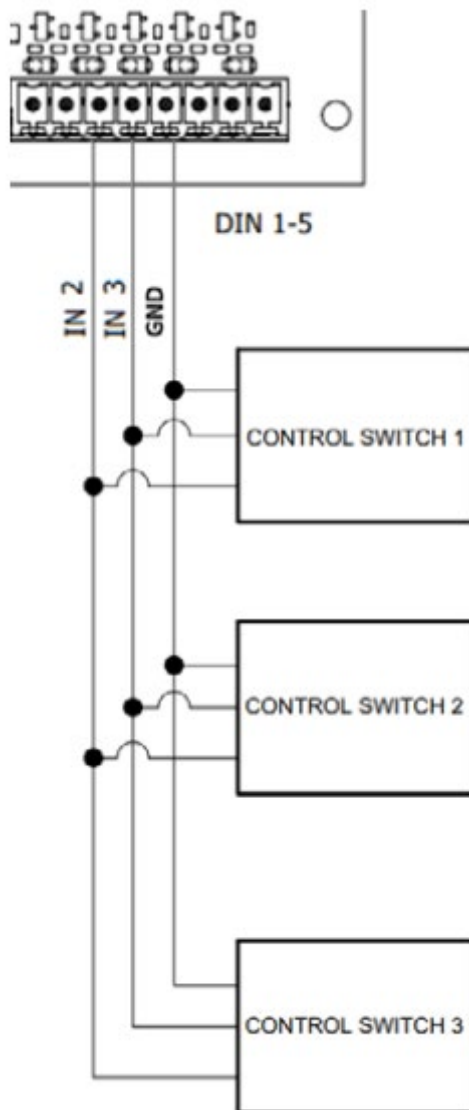 DIN 1-5
IN 2
IN 3
GND
CONTROL SWITCH 1
CONTROL SWITCH 2
CONTROL SWITCH 3